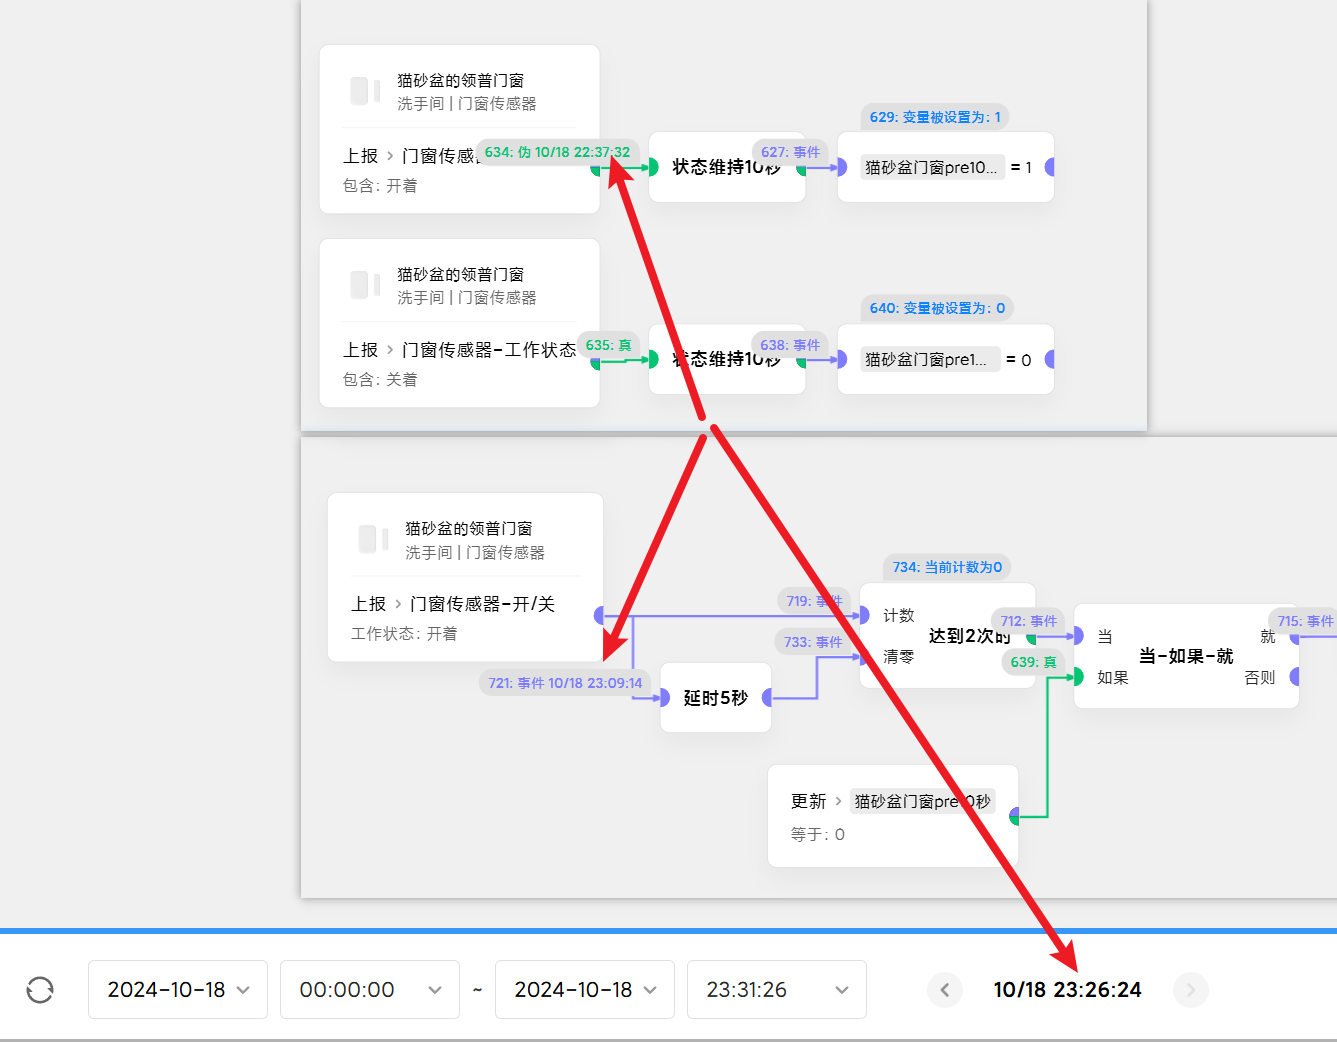 猫砂盆的领普门窗
洗手间 | 门窗传感器
629: 变量被设置为: 1
上报 > 门窗传感
634: 伪 10/18 22:37:32
包含: 开着
状态维持10秒
627: 事件
猫砂盆门窗pre10... = 1
猫砂盆的领普门窗
洗手间 | 门窗传感器
640: 变量被设置为: 0
上报 > 门窗传感器-工作状态
635: 真
包含: 关着
状态维持10秒
638: 事件
猫砂盆门窗pre1... = 0
猫砂盆的领普门窗
洗手间 | 门窗传感器
上报 > 门窗传感器-开/关
工作状态: 开着
721: 事件 10/18 23:09:14
延时5秒
719: 事件
733: 事件
734: 当前计数为0
计数
达到2次时
清零
712: 事件
639: 真
当
如果
当-如果-就
就
否则
715: 事件
更新 > 猫砂盆门窗pre10秒
等于: 0
2024-10-18
00:00:00
~
2024-10-18
23:31:26
10/18 23:26:24